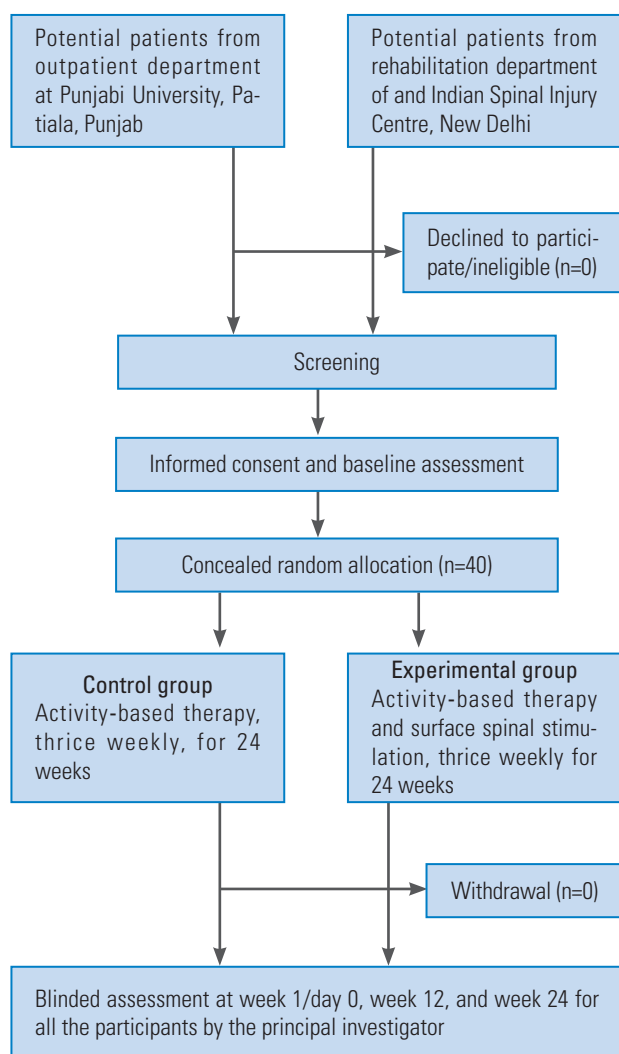 Potential patients from
outpatient department
at Punjabi University, Pa-
tiala, Punjab
Potential patients from
rehabilitation department
of and Indian Spinal Injury
Centre, New Delhi
Declined to partici-
pate/ineligible (n=0)
Screening
Informed consent and baseline assessment
Concealed random allocation (n=40)
Control group
Activity-based therapy,
thrice weekly, for 24
weeks
Experimental group
Activity-based therapy
and surface spinal stimu-
lation, thrice weekly for
24 weeks
Withdrawal (n=0)
Blinded assessment at week 1/day 0, week 12, and week 24 for
all the participants by the principal investigator